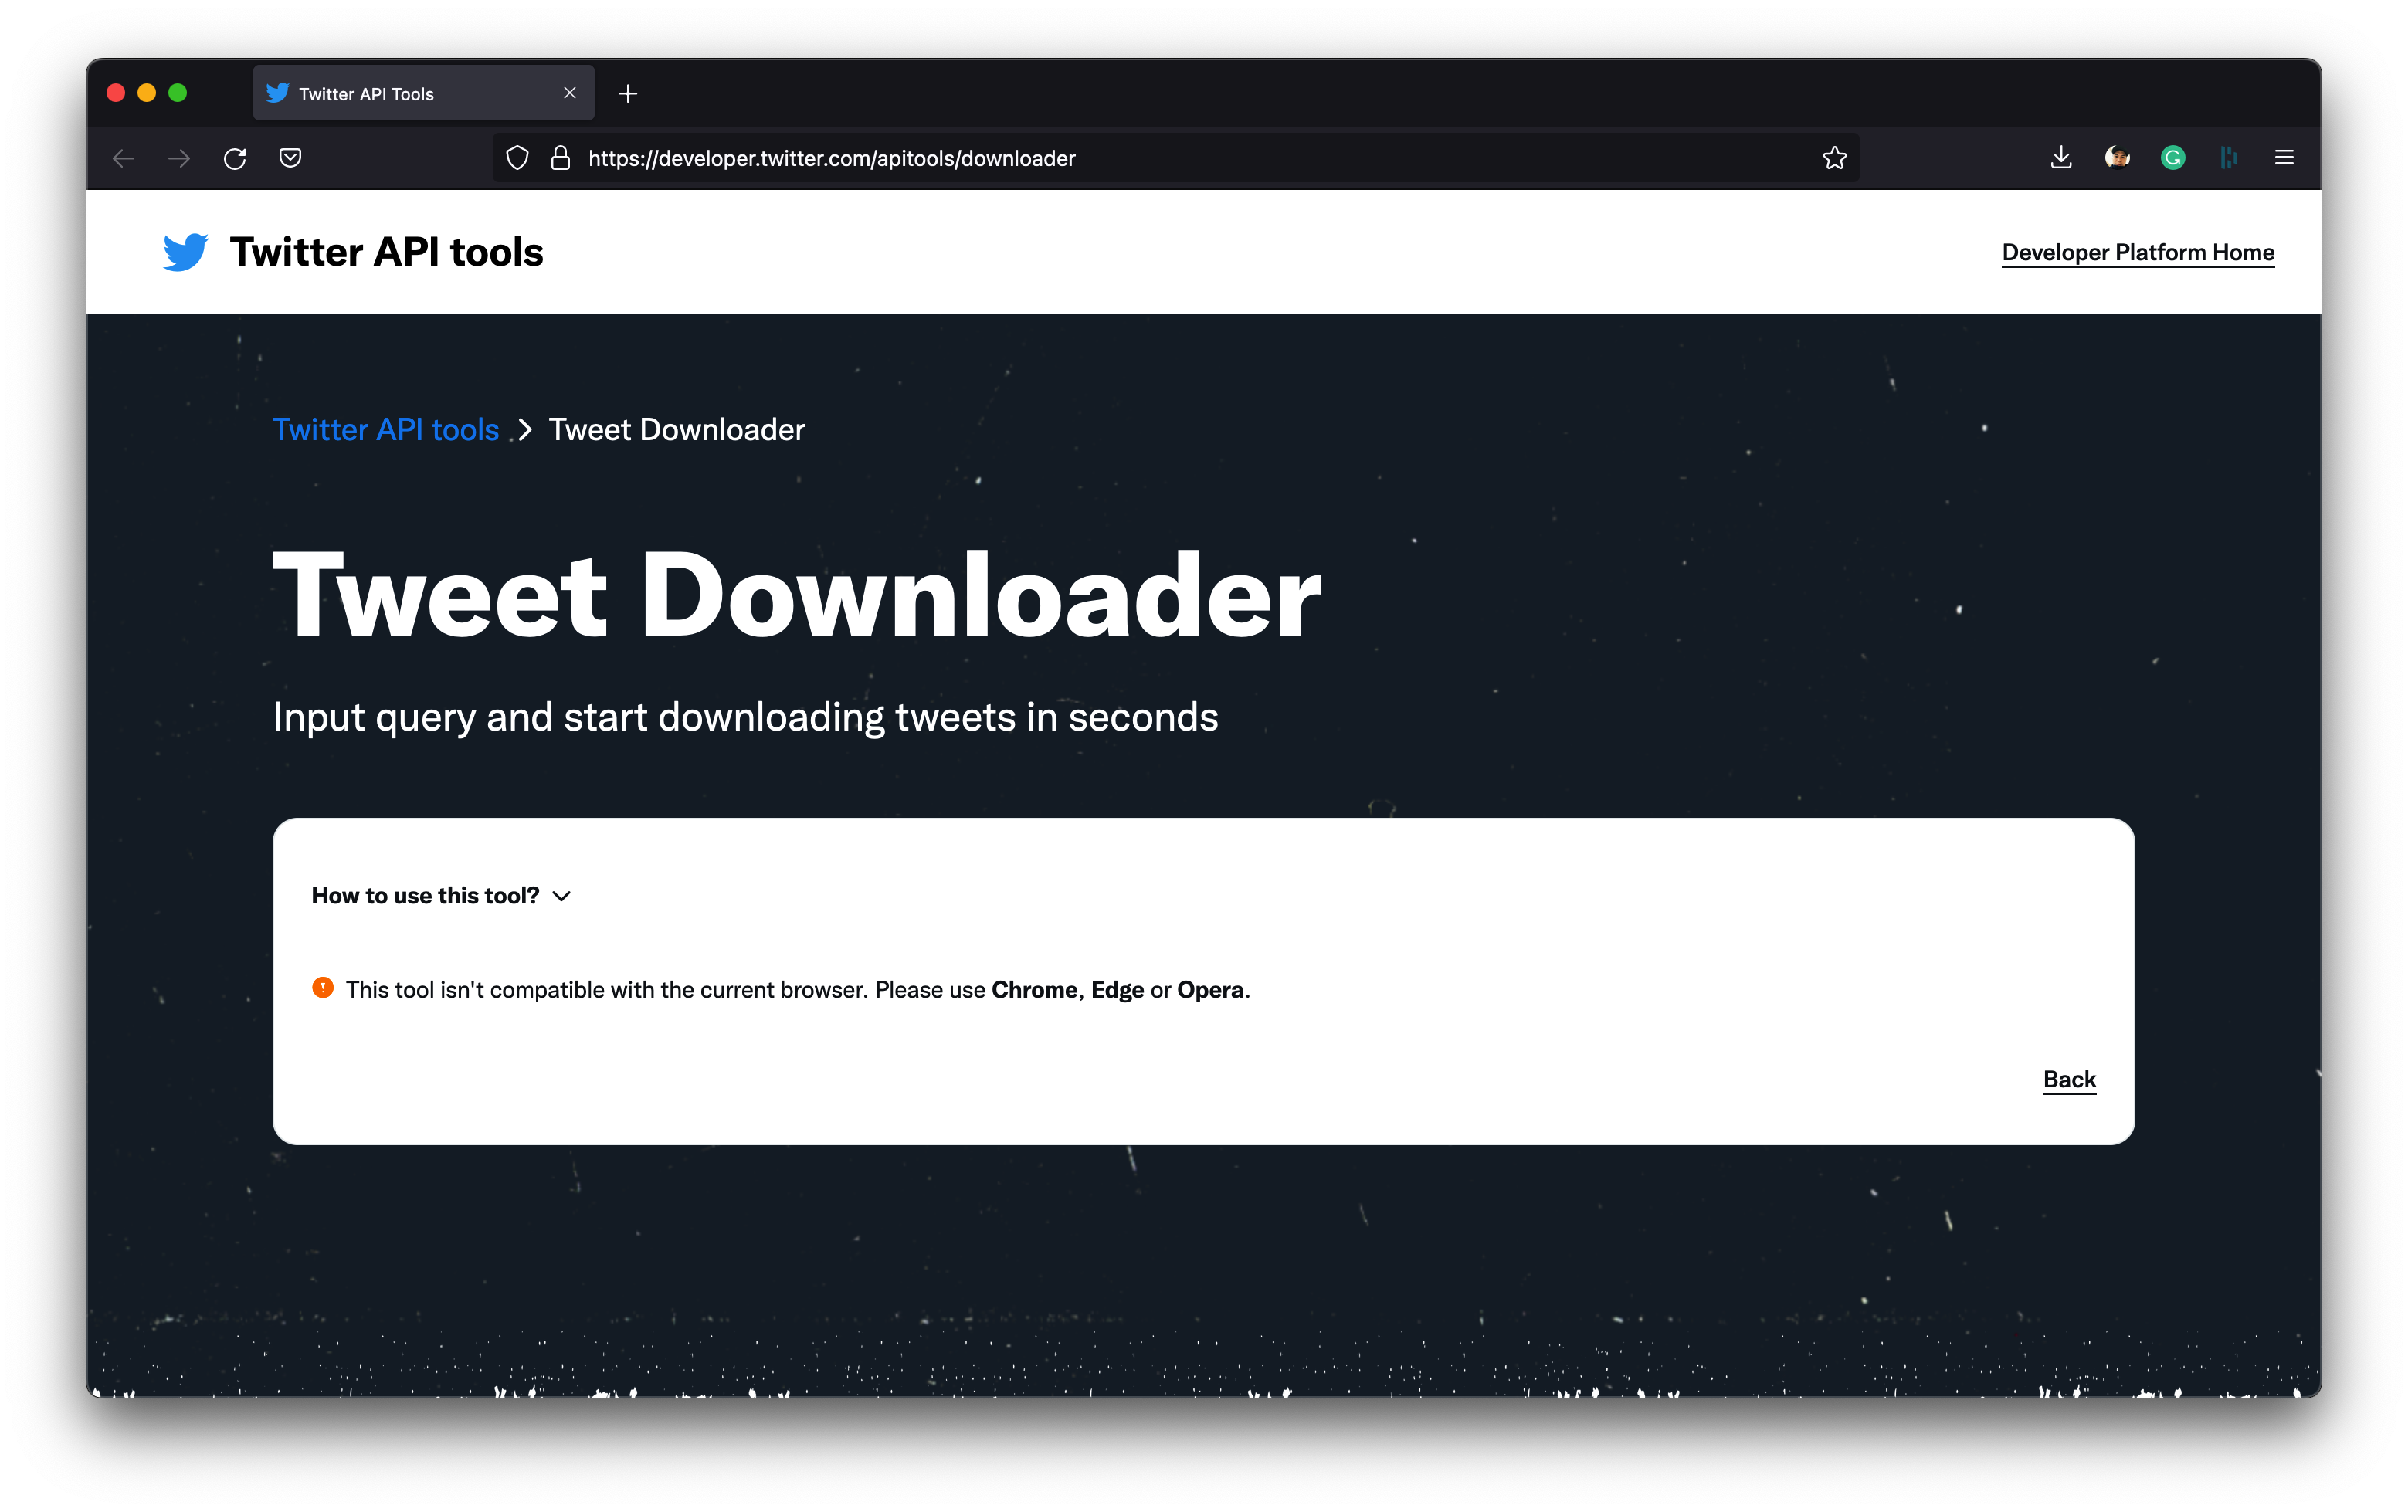 Twitter API Tools
https://developer.twitter.com/apitools/downloader
Twitter API tools
Developer Platform Home
Twitter API tools > Tweet Downloader
Tweet Downloader
Input query and start downloading tweets in seconds
How to use this tool?
This tool isn't compatible with the current browser. Please use Chrome, Edge or Opera.
Back